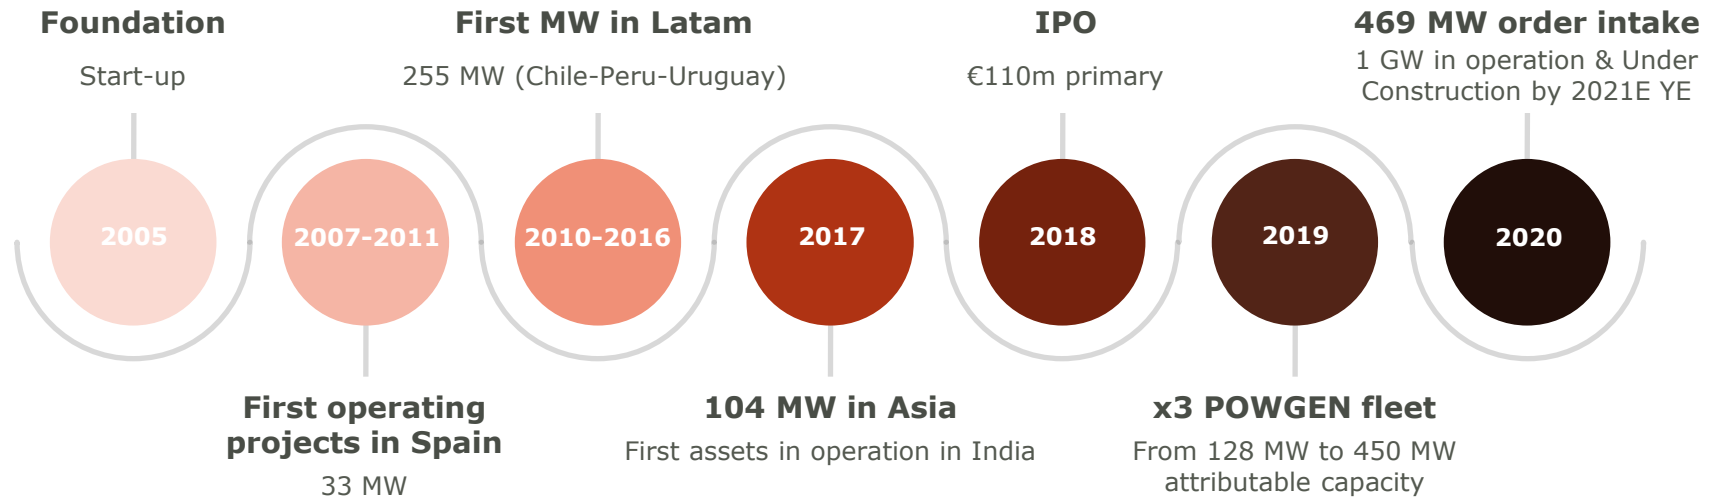 Foundation
Start-up
2005
2007-2011
First operating
projects in Spain
33 MW
First MW in Latam
255 MW (Chile-Peru-Uruguay)
2010-2016
2017
104 MW in Asia
First assets in operation in India
IPO
€110m primary
2018
2019
x3 POWGEN fleet
From 128 MW to 450 MW
attributable capacity
469 MW order intake
1 GW in operation & Under
Construction by 2021E YE
2020